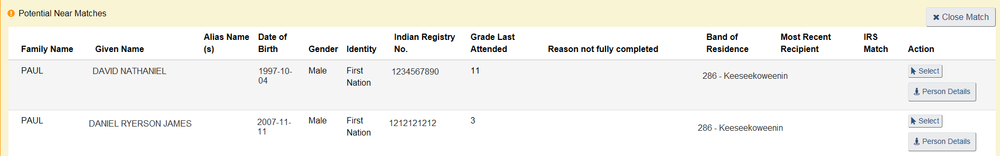 Potential Near Matches
Close Match
Family Name Given Name Alias Name (s) Date of Birth Gender Identity Indian Registry No. Grade Last Attended Reason not fully completed Band of Residence Most Recent Recipient IRS Match Action
PAUL DAVID NATHANIEL 1997-10-04 Male First Nation 1234567890 11 286 - Keeseekoweenin Select
Person Details
PAUL DANIEL RYERSON JAMES 2007-11-11 Male First Nation 1212121212 3 286 - Keeseekoweenin Select
Person Details